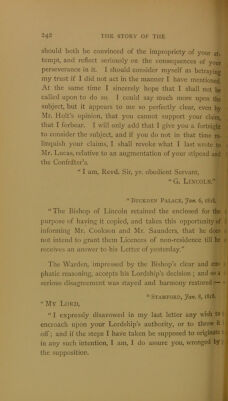 242 THE STORY OF THE
should both be convinced of the impropriety of your at-
tempt, and reflect seriously on the consequences of your
perseverance in it. I should consider myself as betraying
my trust if I did not act in the manner I have mentioned.
At the same time I sincerely hope that I shall not be
called upon to do so. I could say much more upon the
subject, but it appears to me so perfectly clear, even by
Mr. Holt's opinion, that you cannot support your claim,
that I forbear. I will only add that I give you a fortnight
to consider the subject, and if you do not in that time re-
linquish your claims, I shall revoke what I last wrote to
Mr. Lucas, relative to an augmentation of your stipend and
the Confrater's.
"I am, Revd. Sir, yr. obedient Servant,
"G. LINCOLN."
"BUCKDEN PALACE, Jan. 6, 1818.
"The Bishop of Lincoln retained the enclosed for the
purpose of having it copied, and takes this opportunity of
informing Mr. Cookson and Mr. Saunders, that he does
not intend to grant them Licences of non-residence till he
receives an answer to his Letter of yesterday."
The Warden, impressed by the Bishop's clear and em-
phatic reasoning, accepts his Lordship's decision; and so a
serious disagreement was stayed and harmony restored:—
"STAMFORD, Jan. 8, 1818.
"MY LORD,
"I expressly disavowed in my last letter any wish to
encroach upon your Lordship's authority, or to throw it
off; and if the steps I have taken be supposed to originate
in any such intention, I am, I do assure you, wronged by
the supposition.